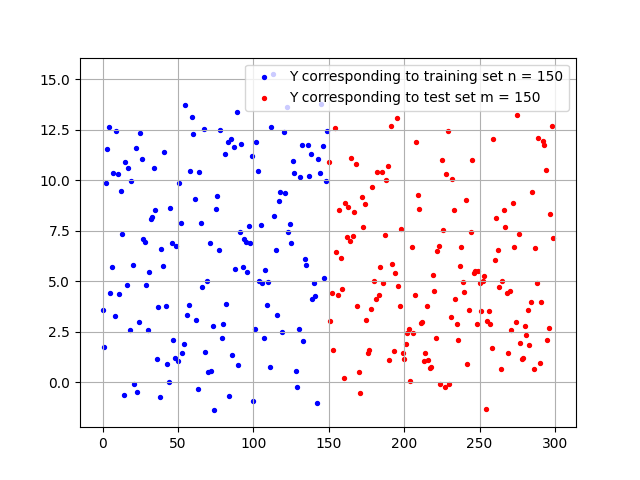 Y corresponding to training set n = 150
Y corresponding to test set m = 150
15.0
12.5
10.0
7.5
5.0
2.5
0.0
0 50 100 150 200 250 300